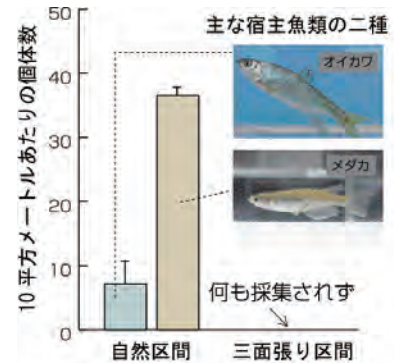 主な宿主魚類の二種
10 平方メートルあたりの個体数
50
40
30
20
10
0
オイカワ
メダカ
何も採集されず
自然区間
三面張り区間